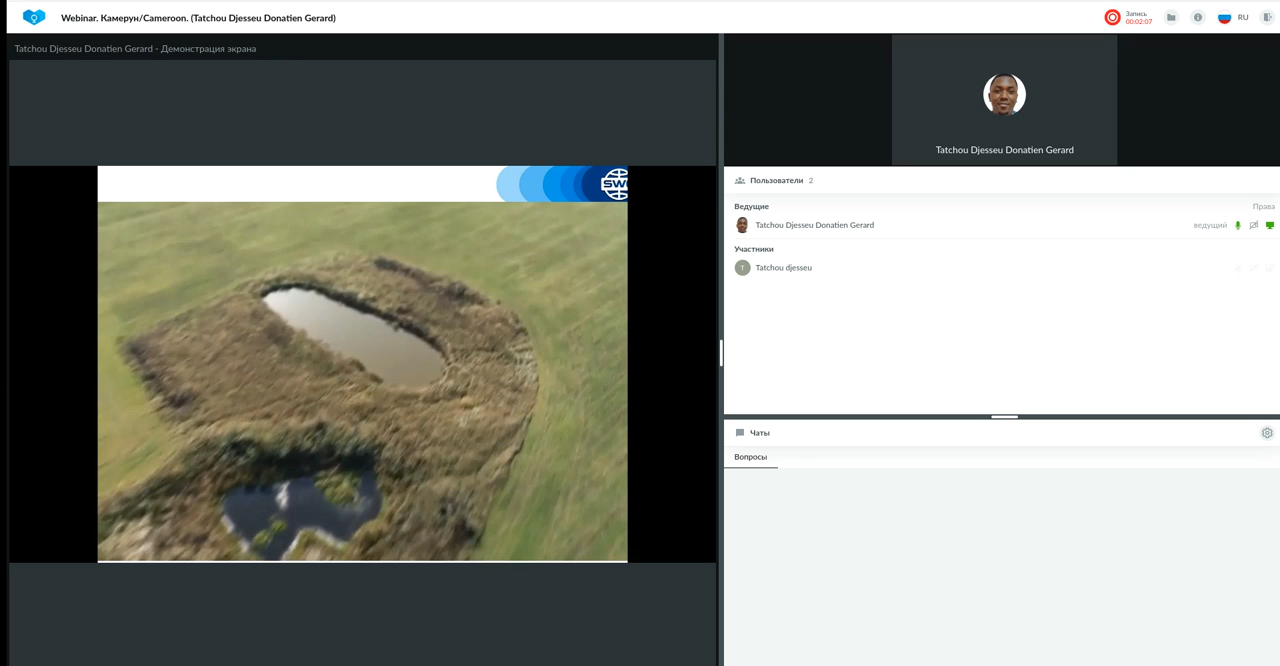 Webinar. Камерун/Cameroon. (Tatchou Djesseu Donatien Gerard)
Запись
00:02:07
RU
Tatchou Djesseu Donatien Gerard - Демонстрация экрана
SW
Tatchou Djesseu Donatien Gerard
Пользователи 2
Ведущие Права
Tatchou Djesseu Donatien Gerard ведущий
Участники
T Tatchou djesseu
Чаты
Вопросы